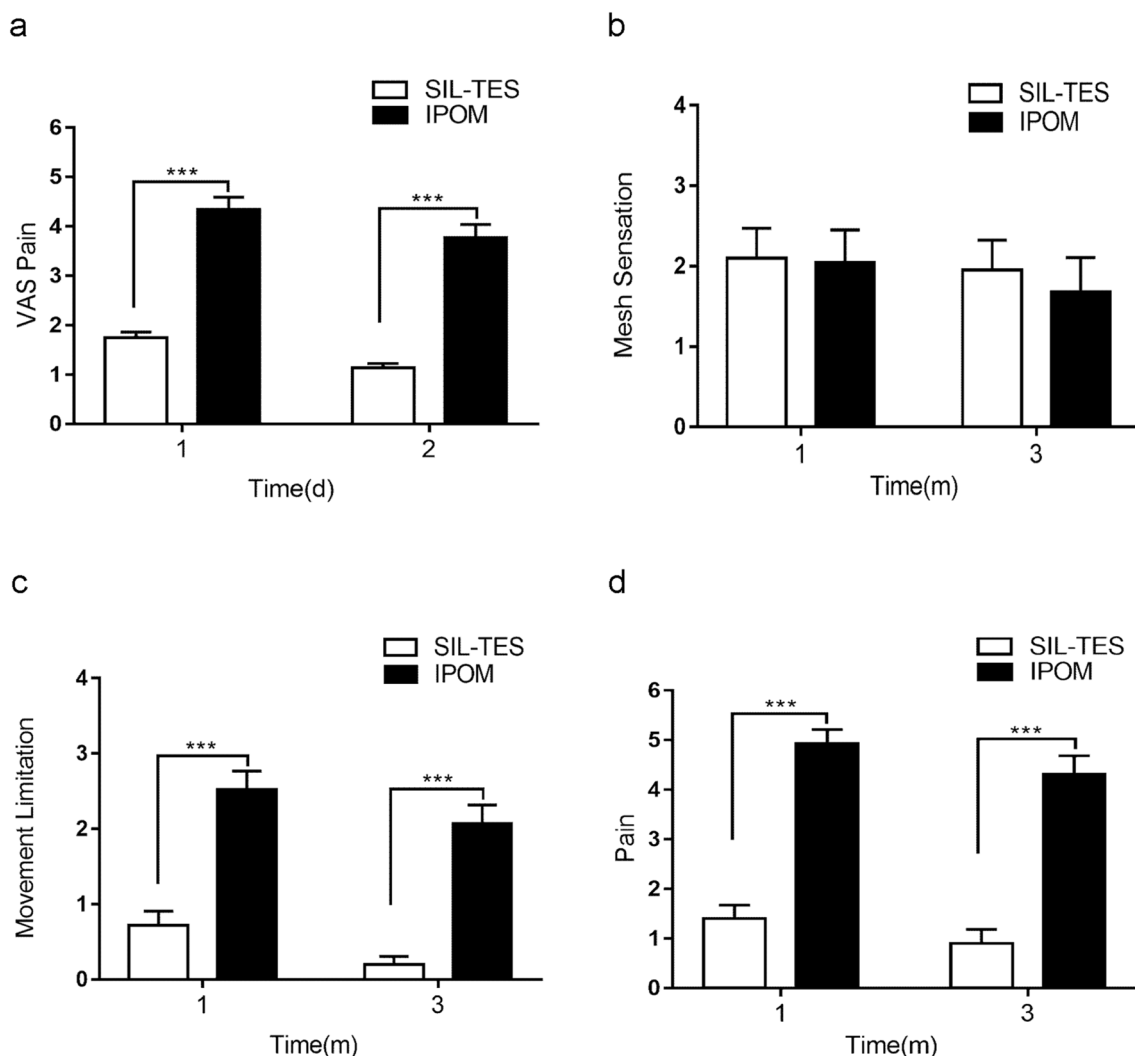 a
SIL-TES
IPOM
VAS Pain
6
5
4
3
2
1
0
***
***
1
2
Time(d)
b
SIL-TES
IPOM
Mesh Sensation
4
3
2
1
0
1
3
Time(m)
c
SIL-TES
IPOM
Movement Limitation
4
3
2
1
0
***
***
1
3
Time(m)
d
SIL-TES
IPOM
Pain
6
5
4
3
2
1
0
***
***
1
3
Time(m)